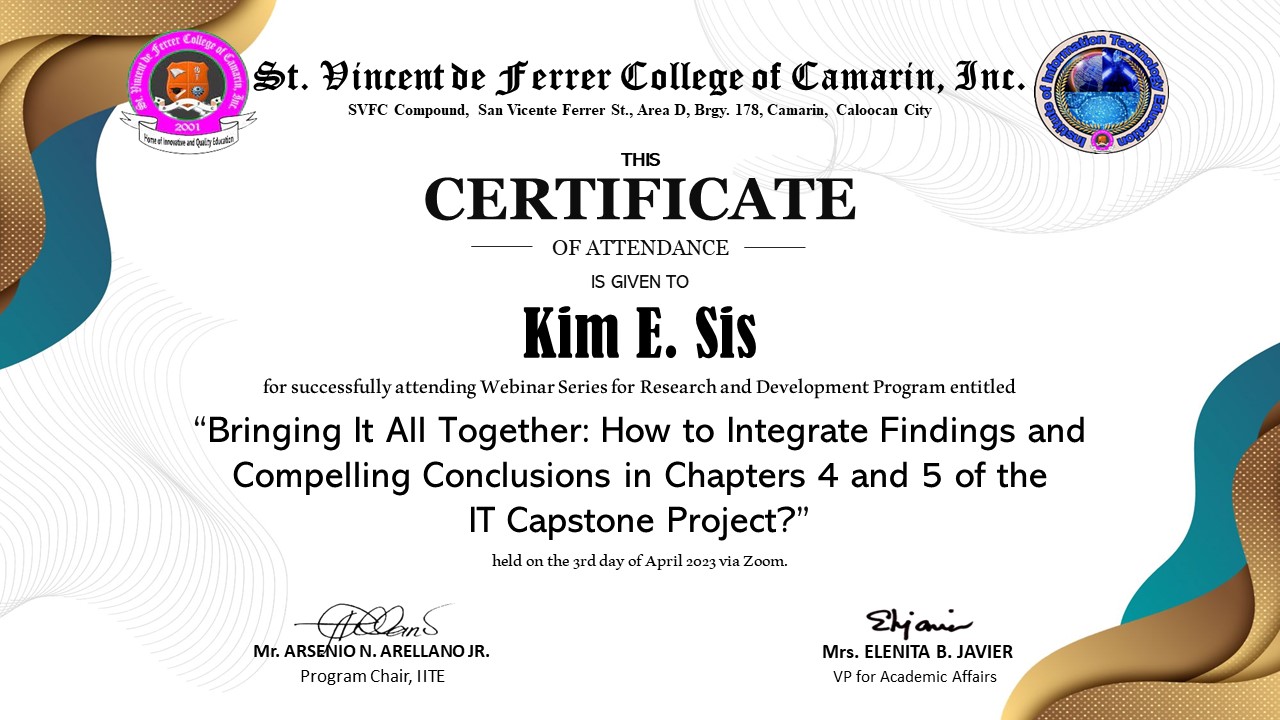 St. Vincent de Ferrer College of Camarin, Inc.
SVFC Compound, San Vicente Ferrer St., Area D, Brgy. 178, Camarin, Caloocan City
St. Vincent de Ferrer College of Camarin, Inc.
2001
Home of Innovative and Quality Education
Institute of Information Technology Education
THIS
CERTIFICATE
OF ATTENDANCE
IS GIVEN TO
Kim E. Sis
for successfully attending Webinar Series for Research and Development Program entitled
“Bringing It All Together: How to Integrate Findings and
Compelling Conclusions in Chapters 4 and 5 of the
IT Capstone Project?”
held on the 3rd day of April 2023 via Zoom.
Mr. ARSENIO N. ARELLANO JR.
Program Chair, IITE
Mrs. ELENITA B. JAVIER
VP for Academic Affairs